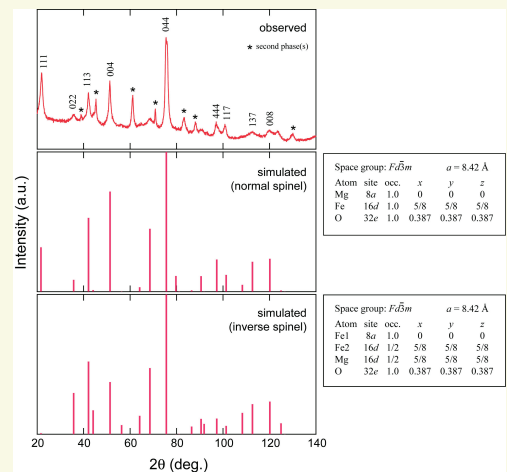 observed
* second phase(s)
111
022
*
113
*
004
*
*
044
*
*
444
117
137
008
*
simulated
(normal spinel)
simulated
(inverse spinel)
Intensity (a.u.)
20 40 60 80 100 120 140
2θ (deg.)
Space group: Fd3̅m a = 8.42 Å
Atom site occ. x y z
Mg 8a 1.0 0 0 0
Fe 16d 1.0 5/8 5/8 5/8
O 32e 1.0 0.387 0.387 0.387
Space group: Fd3̅m a = 8.42 Å
Atom site occ. x y z
Fe1 8a 1.0 0 0 0
Fe2 16d 1/2 5/8 5/8 5/8
Mg 16d 1/2 5/8 5/8 5/8
O 32e 1.0 0.387 0.387 0.387